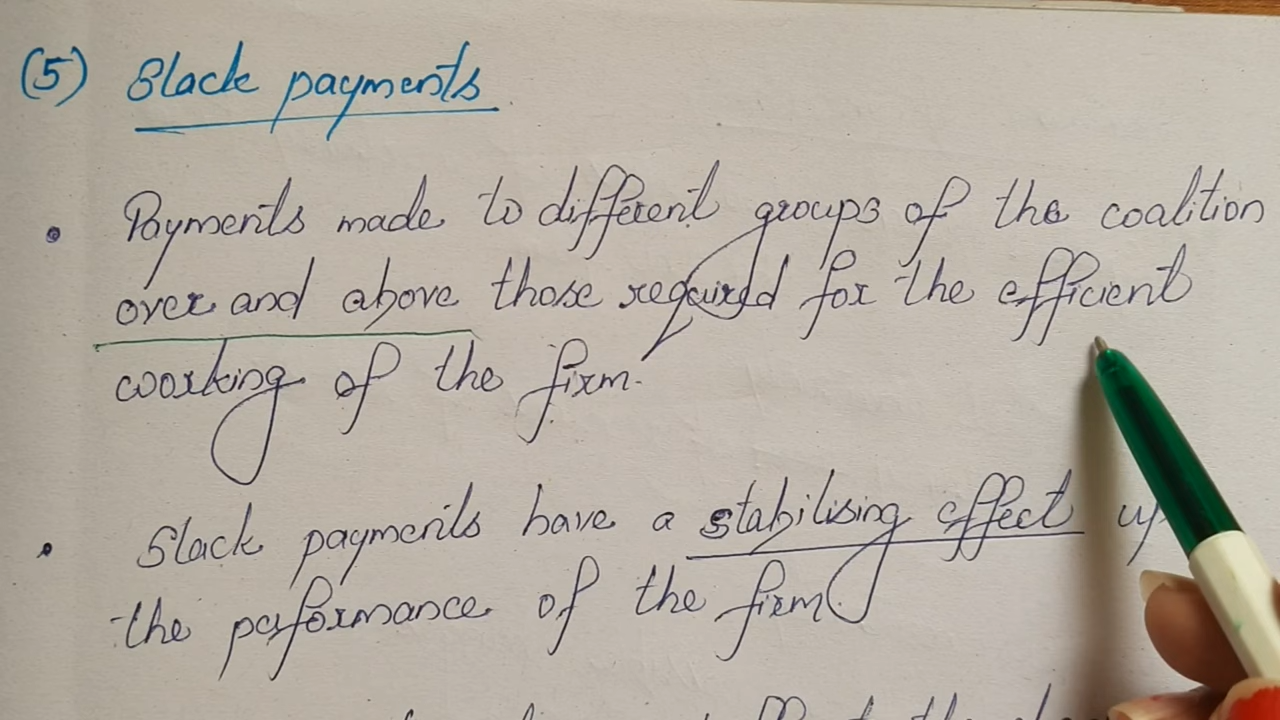 (5) Slack payments
• Payments made to different groups of the coalition
over and above those required for the efficient
working of the firm.
• Slack payments have a stabilising effect
the performance of the firm